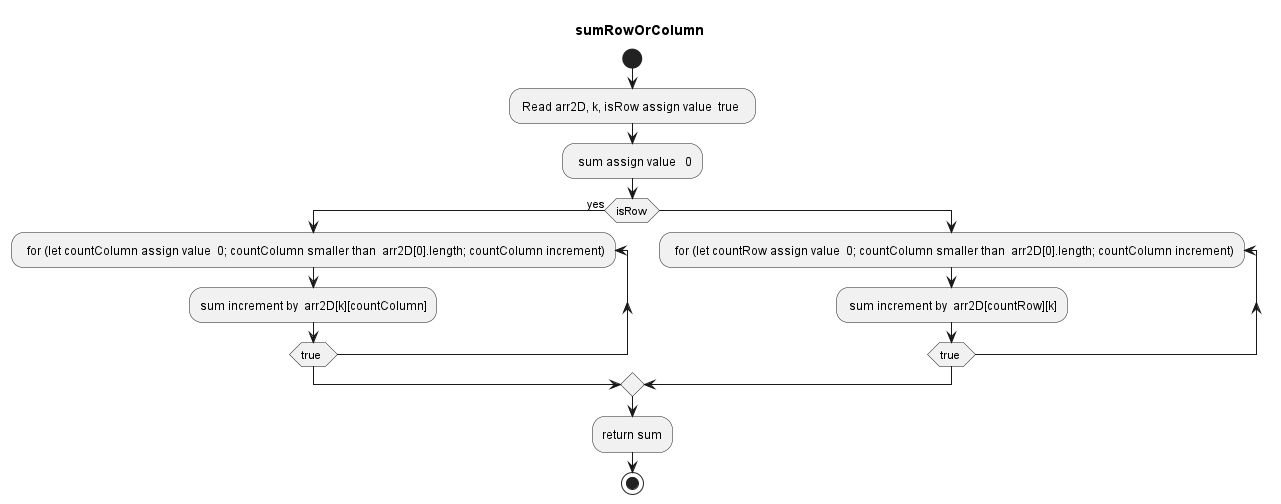 sumRowOrColumn
Read arr2D, k, isRow assign value true
sum assign value 0
yes
isRow
for (let countColumn assign value 0; countColumn smaller than arr2D[0].length; countColumn increment)
sum increment by arr2D[k][countColumn]
true
for (let countRow assign value 0; countColumn smaller than arr2D[0].length; countColumn increment)
sum increment by arr2D[countRow][k]
true
return sum